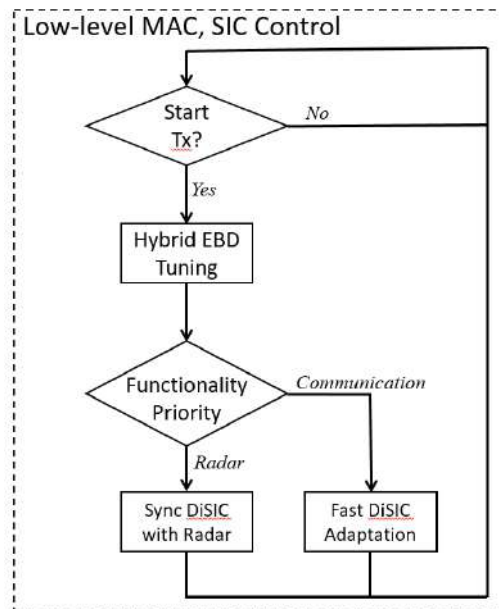 Low-level MAC, SIC Control
Start
Tx?
No
Yes
Hybrid EBD
Tuning
Functionality
Priority
Communication
Radar
Sync DiSIC
with Radar
Fast DiSIC
Adaptation